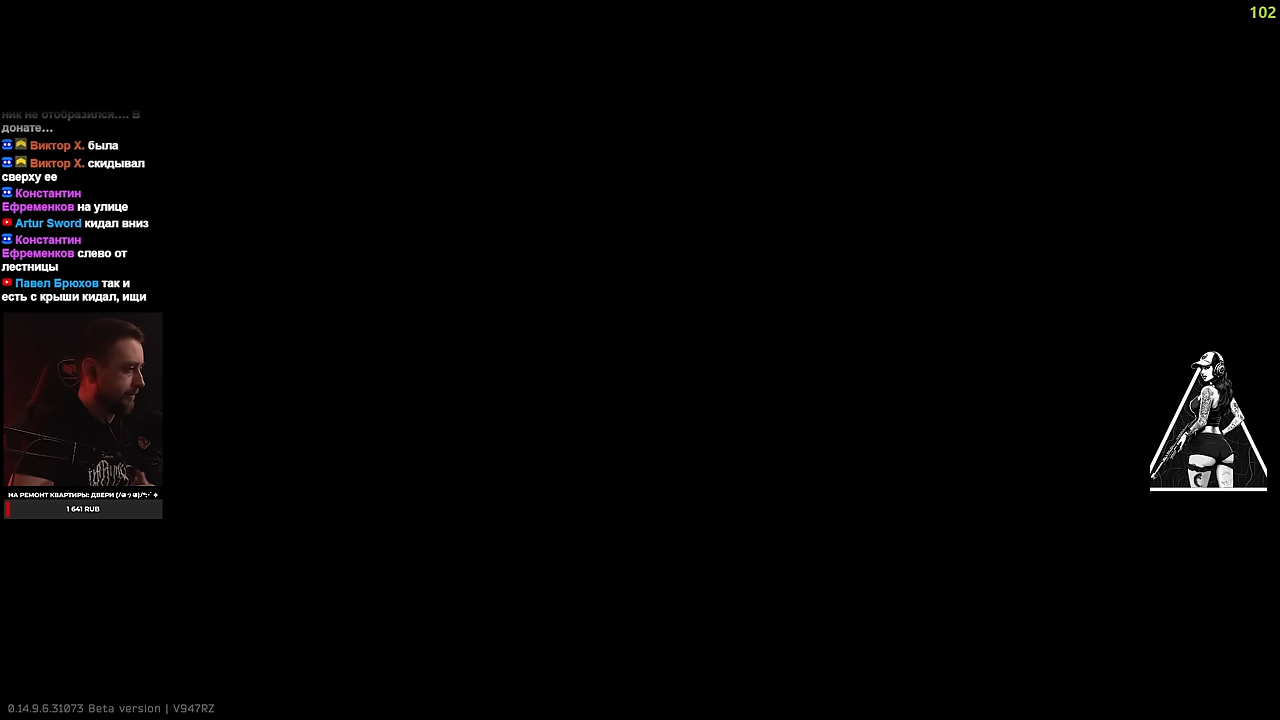 102
ник не отобразился.... В
донате...
Виктор Х. была
Виктор Х. скидывал
сверху ее
Константин
Ефременков на улице
Artur Sword кидал вниз
Константин
Ефременков слево от
лестницы
Павел Брюхов так и
есть с крыши кидал, ищи
НА РЕМОНТ КВАРТИРЫ: ДВЕРИ
1 641 RUB
0.14.9.6.31073 Beta version | V947RZ